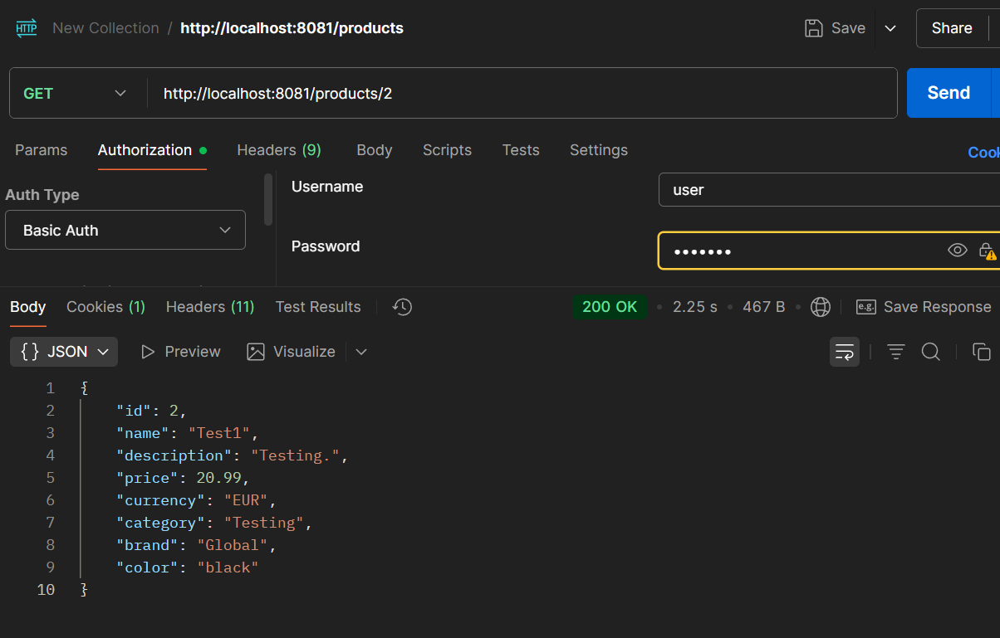 HTTP New Collection / http://localhost:8081/products Save Share
GET http://localhost:8081/products/2 Send
Params Authorization Headers (9) Body Scripts Tests Settings
Auth Type
Basic Auth
Username user
Password •••••••
Body Cookies (1) Headers (11) Test Results 200 OK • 2.25 s • 467 B • e.g. Save Response
{} JSON Preview Visualize
1 {
2 "id": 2,
3 "name": "Test1",
4 "description": "Testing.",
5 "price": 20.99,
6 "currency": "EUR",
7 "category": "Testing",
8 "brand": "Global",
9 "color": "black"
10 }